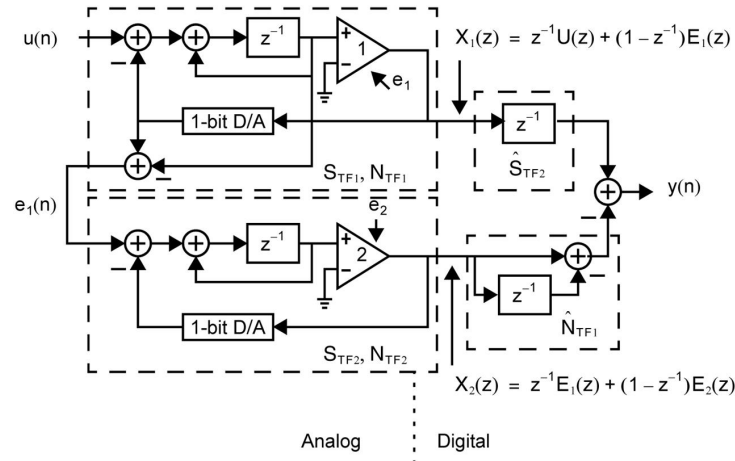 u(n)
z⁻¹
1
e₁
X₁(z) = z⁻¹U(z) + (1 – z⁻¹)E₁(z)
1-bit D/A
z⁻¹
Ŝ_TF2
S_TF1, N_TF1
y(n)
e₁(n)
e₂
z⁻¹
2
z⁻¹
N̂_TF1
1-bit D/A
S_TF2, N_TF2
X₂(z) = z⁻¹E₁(z) + (1 – z⁻¹)E₂(z)
Analog
Digital